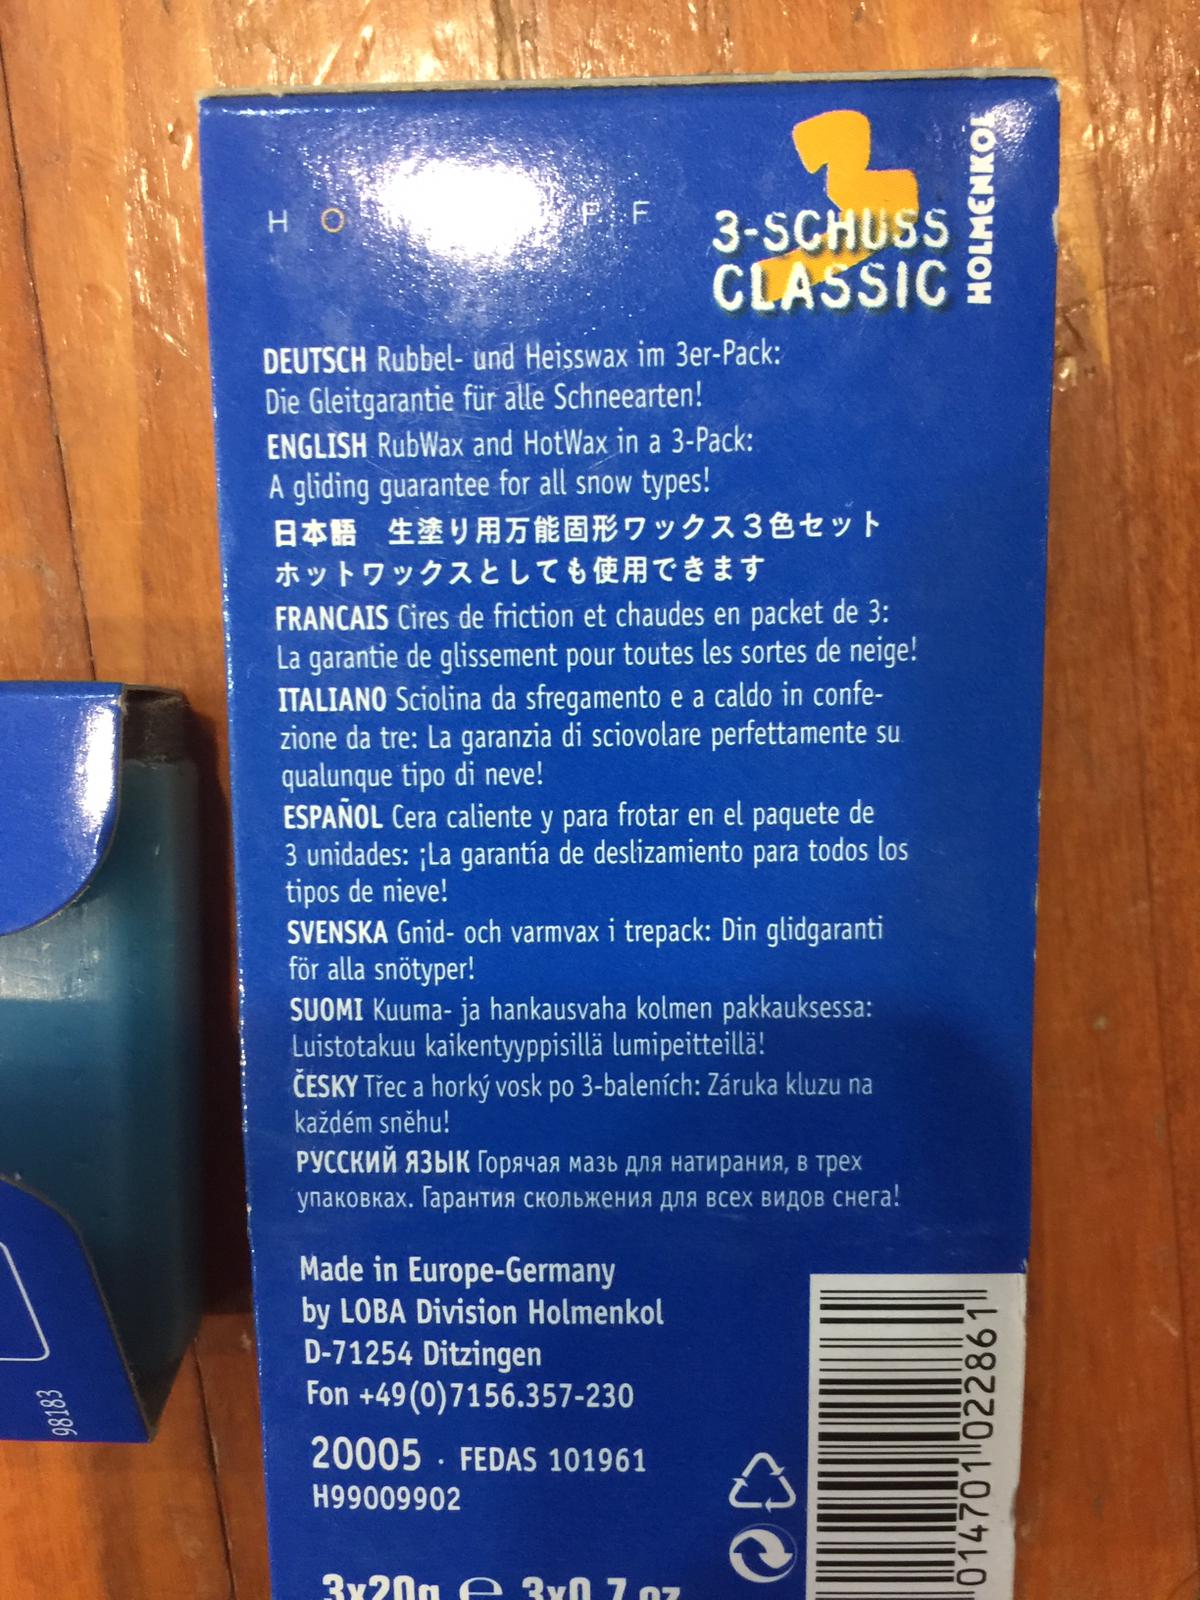 3-SCHUSS
CLASSIC
HOLMENKOL
DEUTSCH Rubbel- und Heisswax im 3er-Pack:
Die Gleitgarantie für alle Schneearten!
ENGLISH RubWax and HotWax in a 3-Pack:
A gliding guarantee for all snow types!
日本語 生塗り用万能固形ワックス3色セット
ホットワックスとしても使用できます
FRANCAIS Cires de friction et chaudes en packet de 3:
La garantie de glissement pour toutes les sortes de neige!
ITALIANO Sciolina da sfregamento e a caldo in confe-
zione da tre: La garanzia di sciovolare perfettamente su
qualunque tipo di neve!
ESPAÑOL Cera caliente y para frotar en el paquete de
3 unidades: ¡La garantía de deslizamiento para todos los
tipos de nieve!
SVENSKA Gnid- och varmvax i trepack: Din glidgaranti
för alla snötyper!
SUOMI Kuuma- ja hankausvaha kolmen pakkauksessa:
Luistotakuu kaikentyyppisillä lumipeitteillä!
ČESKY Třec a horký vosk po 3-baleních: Záruka kluzu na
každém sněhu!
РУССКИЙ ЯЗЫК Горячая мазь для натирания, в трех
упаковках. Гарантия скольжения для всех видов снега!
Made in Europe-Germany
by LOBA Division Holmenkol
D-71254 Ditzingen
Fon +49(0)7156.357-230
20005 · FEDAS 101961
H99009902
3x20g e 3x0.7 oz
014701 022861
98183